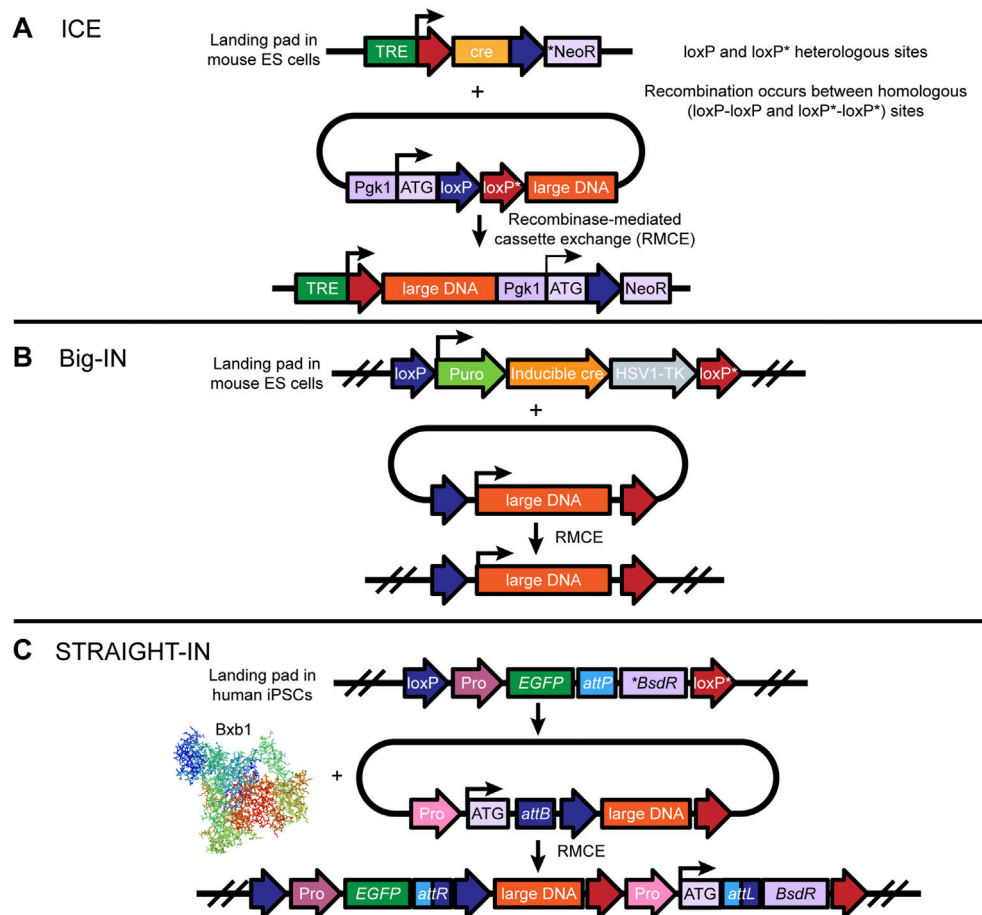 A ICE
Landing pad in
mouse ES cells
TRE cre *NeoR
loxP and loxP* heterologous sites
+
Recombination occurs between homologous
(loxP-loxP and loxP*-loxP*) sites
Pgk1 ATG loxP loxP* large DNA
Recombinase-mediated
cassette exchange (RMCE)
TRE large DNA Pgk1 ATG NeoR
B Big-IN
Landing pad in
mouse ES cells
loxP Puro Inducible cre HSV1-TK loxP*
+
large DNA
RMCE
large DNA
C STRAIGHT-IN
Landing pad in
human iPSCs
loxP Pro EGFP attP *BsdR loxP*
Bxb1
+
Pro ATG attB large DNA
RMCE
Pro EGFP attR large DNA Pro ATG attL BsdR